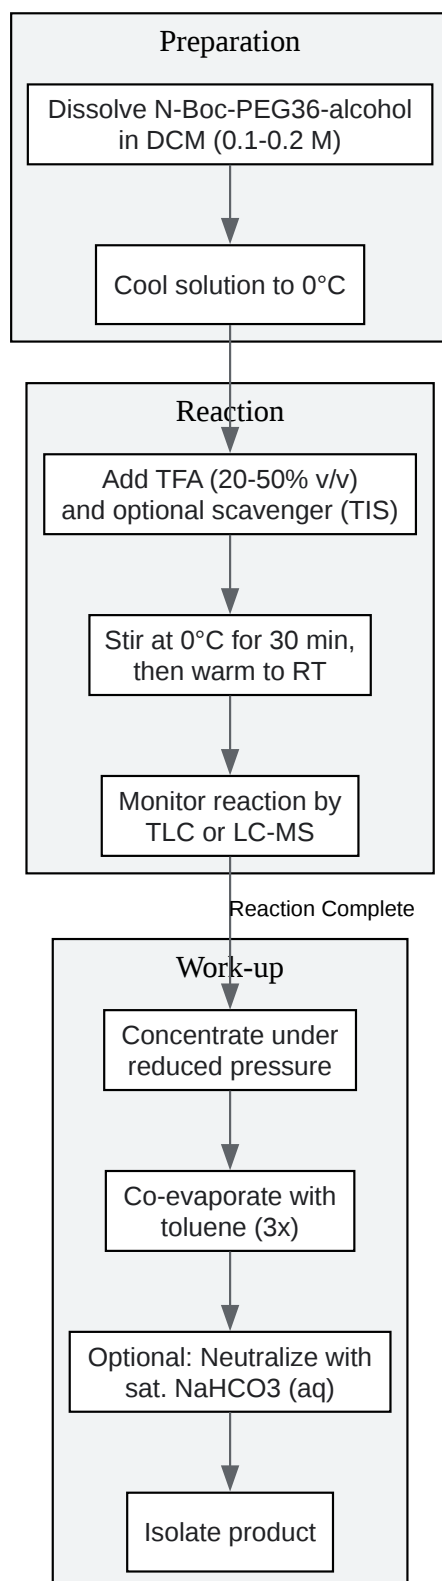 Preparation
Dissolve N-Boc-PEG36-alcohol
in DCM (0.1-0.2 M)
Cool solution to 0°C
Reaction
Add TFA (20-50% v/v)
and optional scavenger (TIS)
Stir at 0°C for 30 min,
then warm to RT
Monitor reaction by
TLC or LC-MS
Reaction Complete
Work-up
Concentrate under
reduced pressure
Co-evaporate with
toluene (3x)
Optional: Neutralize with
sat. NaHCO3 (aq)
Isolate product